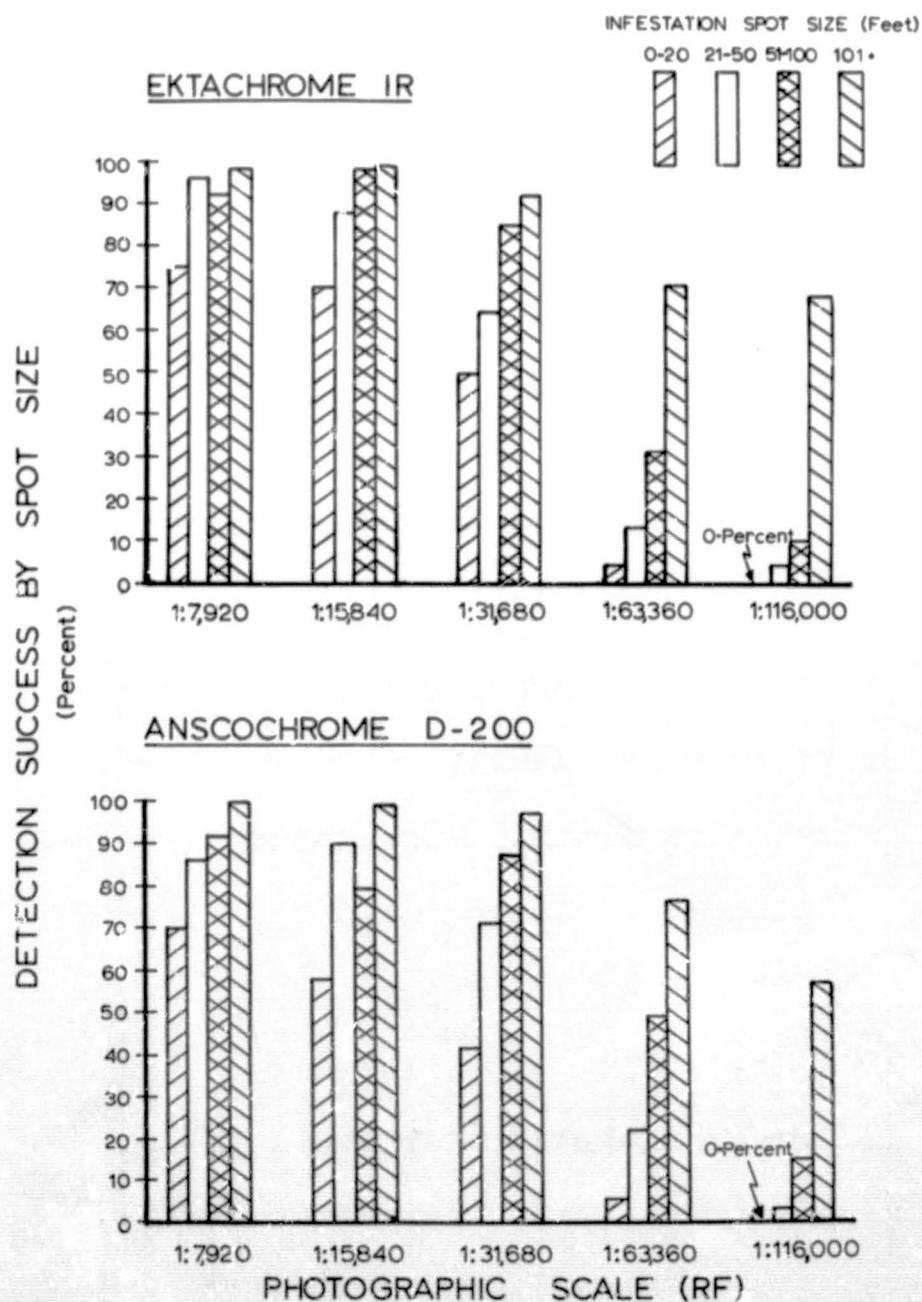 INFESTATION SPOT SIZE (Feet)
0-20 21-50 51-100 101+
EKTACHROME IR
DETECTION SUCCESS BY SPOT SIZE
(Percent)
100
90
80
70
60
50
40
30
20
10
0
0-Percent
1:7,920 1:15,840 1:31,680 1:63,360 1:116,000
ANSCOCHROME D-200
100
90
80
70
60
50
40
30
20
10
0
0-Percent
1:7,920 1:15,840 1:31,680 1:63,360 1:116,000
PHOTOGRAPHIC SCALE (RF)